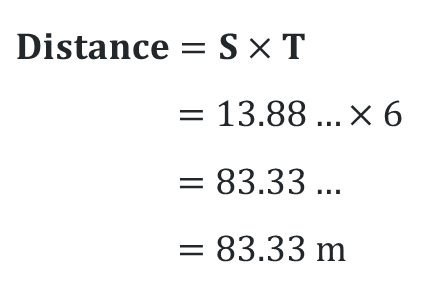 Distance = S × T
= 13.88 ... × 6
= 83.33 ...
= 83.33 m